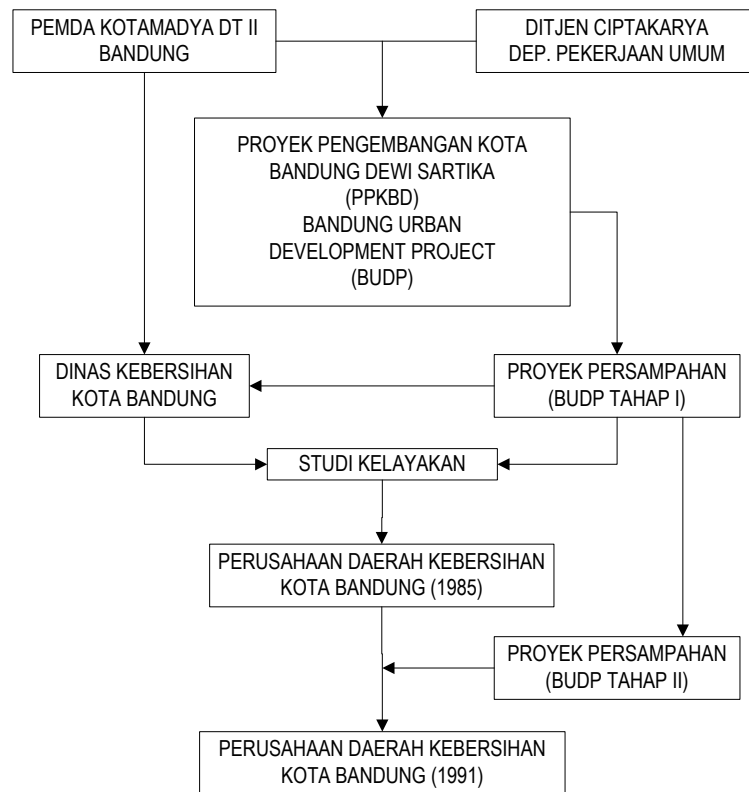 PEMDA KOTAMADYA DT II
BANDUNG
DITJEN CIPTAKARYA
DEP. PEKERJAAN UMUM
PROYEK PENGEMBANGAN KOTA
BANDUNG DEWI SARTIKA
(PPKBD)
BANDUNG URBAN
DEVELOPMENT PROJECT
(BUDP)
DINAS KEBERSIHAN
KOTA BANDUNG
PROYEK PERSAMPAHAN
(BUDP TAHAP I)
STUDI KELAYAKAN
PERUSAHAAN DAERAH KEBERSIHAN
KOTA BANDUNG (1985)
PROYEK PERSAMPAHAN
(BUDP TAHAP II)
PERUSAHAAN DAERAH KEBERSIHAN
KOTA BANDUNG (1991)